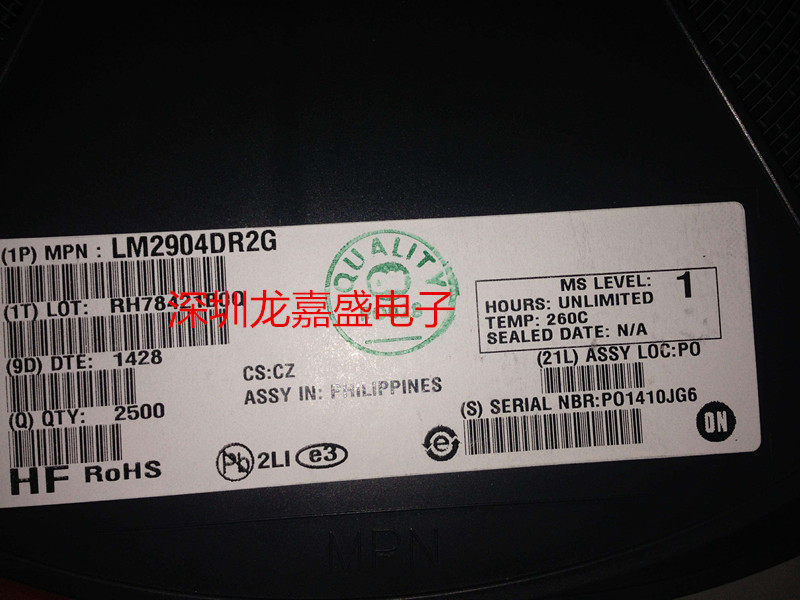 (1P) MPN : LM2904DR2G
(1T) LOT:
深圳龙嘉盛电子
(9D) DTE: 1428
(Q) QTY: 2500
HF RoHS
CS:CZ
ASSY IN: PHILIPPINES
Pb 2LI e3
QUALITY
MS LEVEL: 1
HOURS: UNLIMITED
TEMP: 260C
SEALED DATE: N/A
(21L) ASSY LOC:PO
(S) SERIAL NBR:PO1410JG6
e
ON
MPN